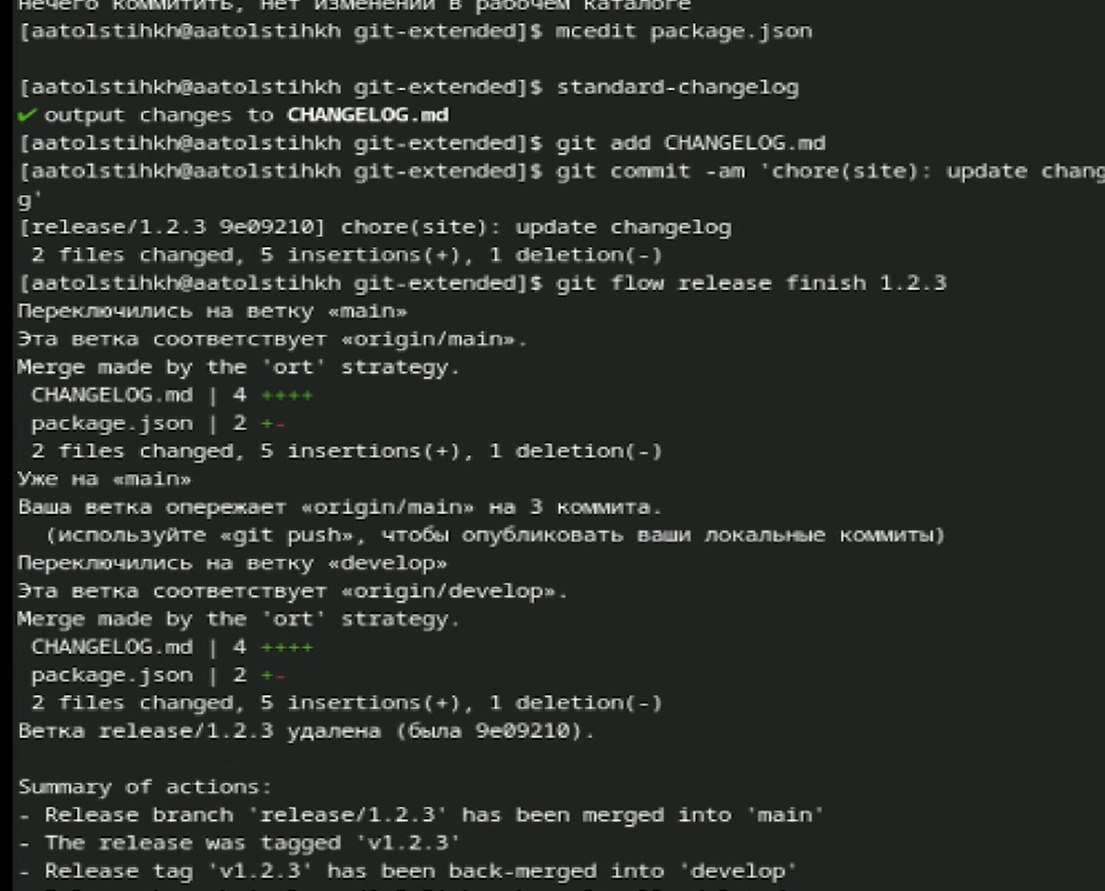 нечего коммитить, нет изменений в рабочем каталоге
[aatolstihkh@aatolstihkh git-extended]$ mcedit package.json
[aatolstihkh@aatolstihkh git-extended]$ standard-changelog
✔ output changes to CHANGELOG.md
[aatolstihkh@aatolstihkh git-extended]$ git add CHANGELOG.md
[aatolstihkh@aatolstihkh git-extended]$ git commit -am 'chore(site): update chang
g'
[release/1.2.3 9e09210] chore(site): update changelog
2 files changed, 5 insertions(+), 1 deletion(-)
[aatolstihkh@aatolstihkh git-extended]$ git flow release finish 1.2.3
Переключились на ветку «main»
Эта ветка соответствует «origin/main».
Merge made by the 'ort' strategy.
CHANGELOG.md | 4 ++++
package.json | 2 +-
2 files changed, 5 insertions(+), 1 deletion(-)
Уже на «main»
Ваша ветка опережает «origin/main» на 3 коммита.
(используйте «git push», чтобы опубликовать ваши локальные коммиты)
Переключились на ветку «develop»
Эта ветка соответствует «origin/develop».
Merge made by the 'ort' strategy.
CHANGELOG.md | 4 ++++
package.json | 2 +-
2 files changed, 5 insertions(+), 1 deletion(-)
Ветка release/1.2.3 удалена (была 9e09210).
Summary of actions:
- Release branch 'release/1.2.3' has been merged into 'main'
- The release was tagged 'v1.2.3'
- Release tag 'v1.2.3' has been back-merged into 'develop'